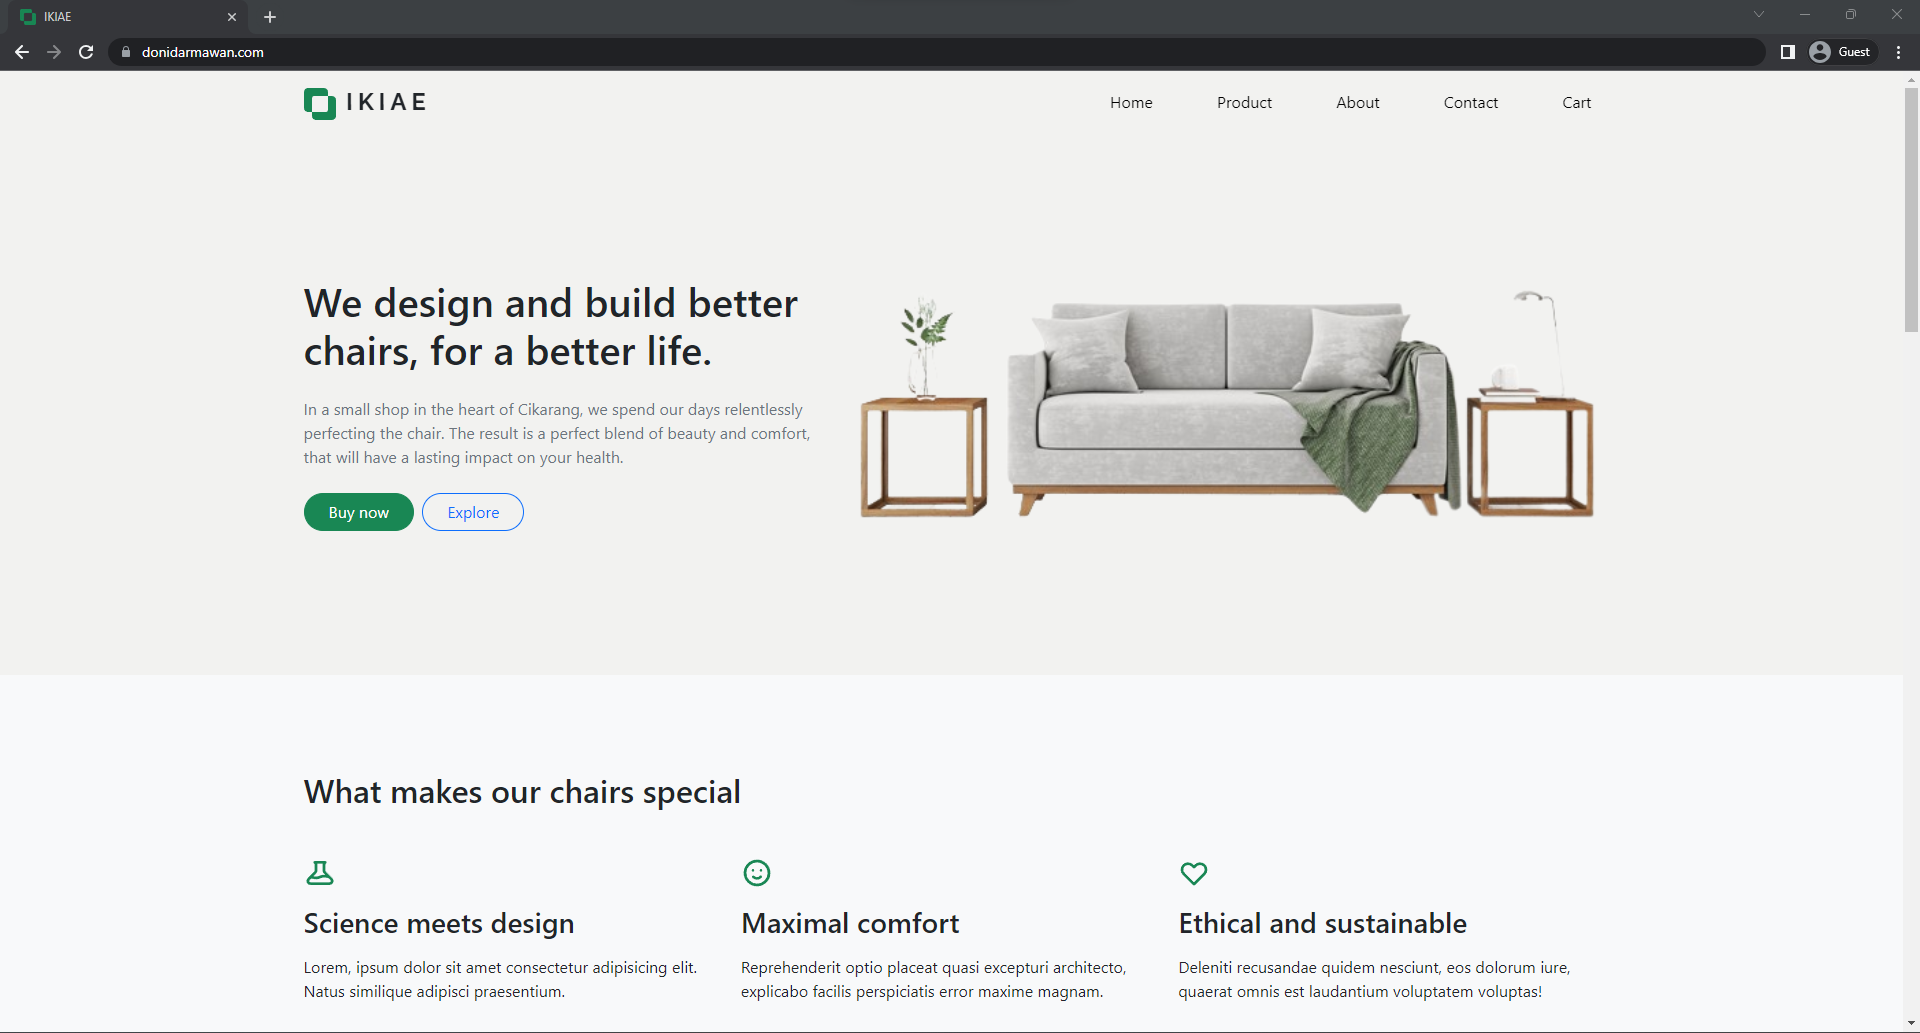 IKIAE
donidarmawan.com
Guest
IKIAE
Home
Product
About
Contact
Cart
We design and build better
chairs, for a better life.
In a small shop in the heart of Cikarang, we spend our days relentlessly
perfecting the chair. The result is a perfect blend of beauty and comfort,
that will have a lasting impact on your health.
Buy now
Explore
What makes our chairs special
Science meets design
Lorem, ipsum dolor sit amet consectetur adipisicing elit.
Natus similique adipisci praesentium.
Maximal comfort
Reprehenderit optio placeat quasi excepturi architecto,
explicabo facilis perspiciatis error maxime magnam.
Ethical and sustainable
Deleniti recusandae quidem nesciunt, eos dolorum iure,
quaerat omnis est laudantium voluptatem voluptas!